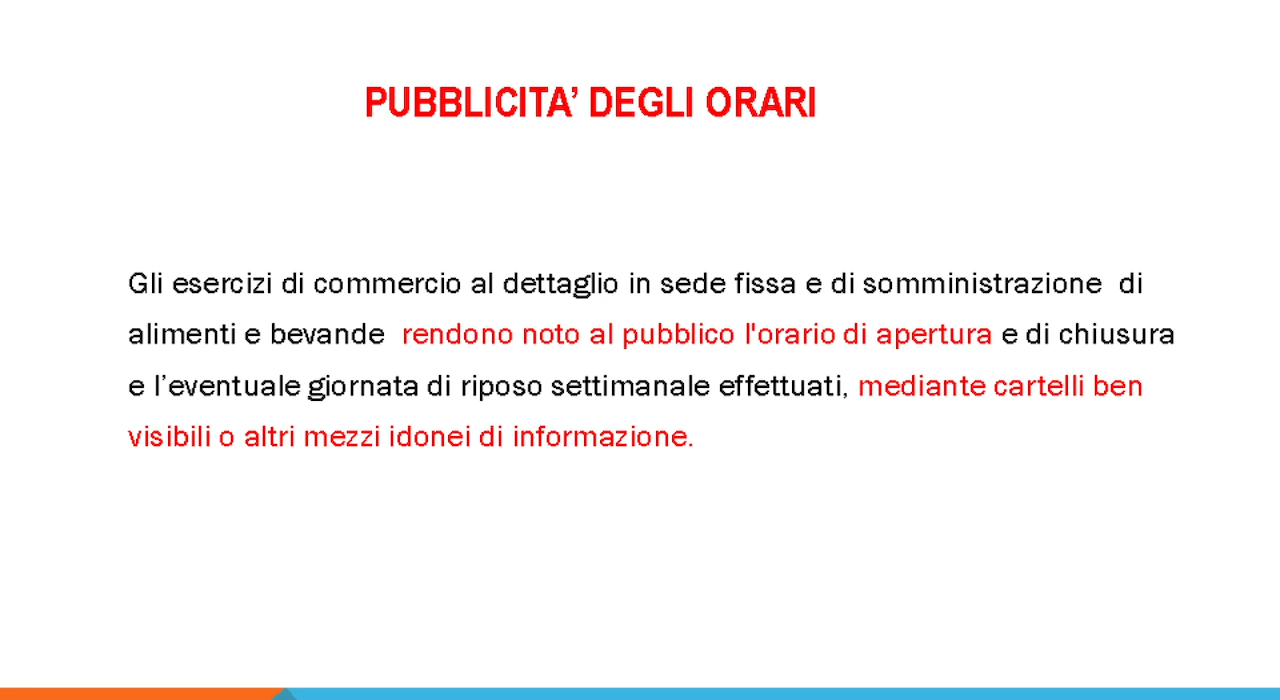 PUBBLICITA’ DEGLI ORARI
Gli esercizi di commercio al dettaglio in sede fissa e di somministrazione di
alimenti e bevande rendono noto al pubblico l'orario di apertura e di chiusura
e l’eventuale giornata di riposo settimanale effettuati, mediante cartelli ben
visibili o altri mezzi idonei di informazione.